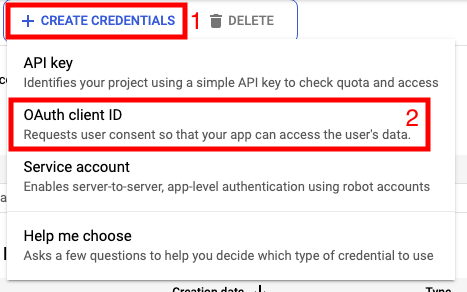 + CREATE CREDENTIALS 1 DELETE
API key
Identifies your project using a simple API key to check quota and access
OAuth client ID 2
Requests user consent so that your app can access the user's data.
Service account
Enables server-to-server, app-level authentication using robot accounts
Help me choose
Asks a few questions to help you decide which type of credential to use
Creation date ↓ Type